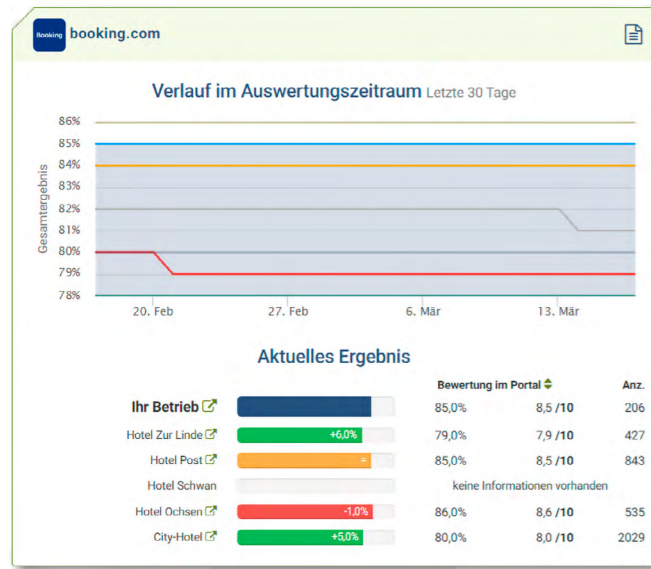 Booking booking.com
Verlauf im Auswertungszeitraum Letzte 30 Tage
Gesamtergebnis
86%
85%
84%
83%
82%
81%
80%
79%
78%
20. Feb 27. Feb 6. Mär 13. Mär
Aktuelles Ergebnis
Bewertung im Portal Anz.
Ihr Betrieb 85,0% 8,5 /10 206
Hotel Zur Linde +6,0% 79,0% 7,9 /10 427
Hotel Post = 85,0% 8,5 /10 843
Hotel Schwan keine Informationen vorhanden
Hotel Ochsen -1,0% 86,0% 8,6 /10 535
City-Hotel +5,0% 80,0% 8,0 /10 2029